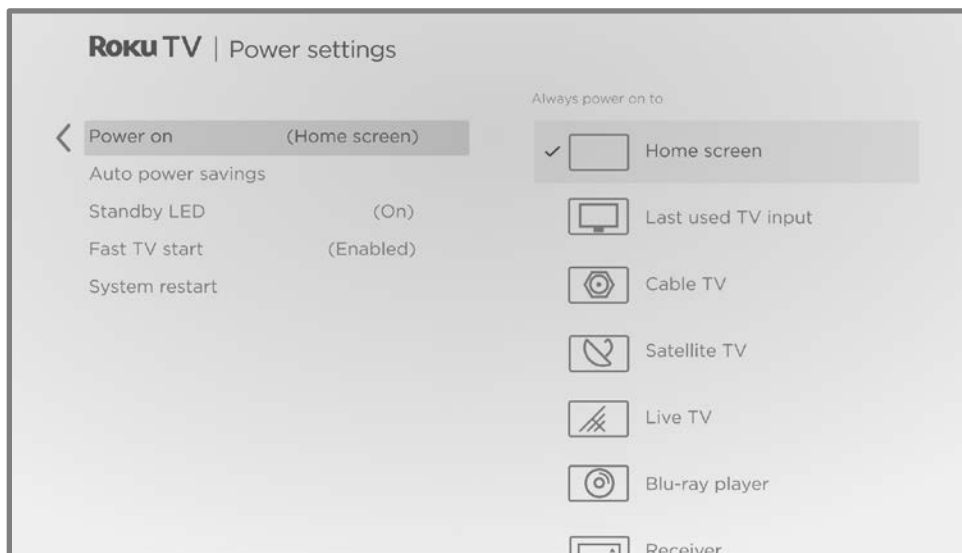 Roku TV | Power settings
Always power on to
Power on (Home screen)
Auto power savings
Standby LED (On)
Fast TV start (Enabled)
System restart
Home screen
Last used TV input
Cable TV
Satellite TV
Live TV
Blu-ray player
Receiver